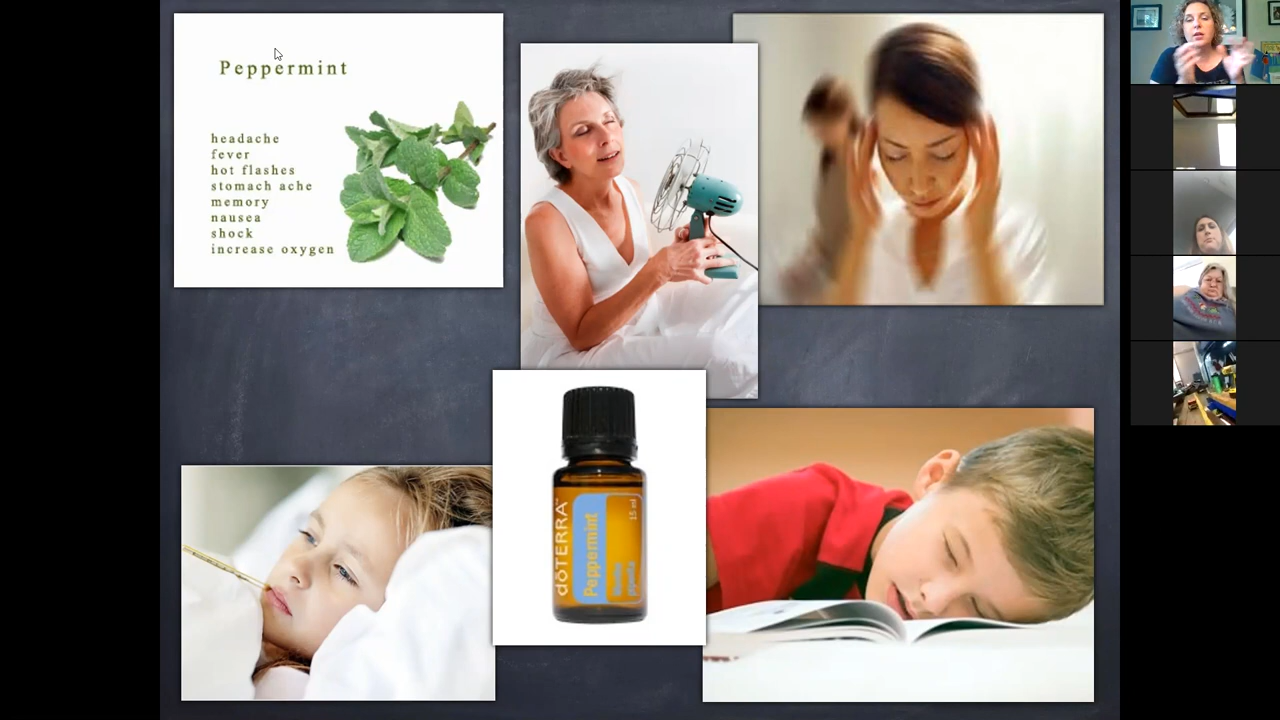 Peppermint
headache
fever
hot flashes
stomach ache
memory
nausea
shock
increase oxygen
dōTERRA
Peppermint
15 ml